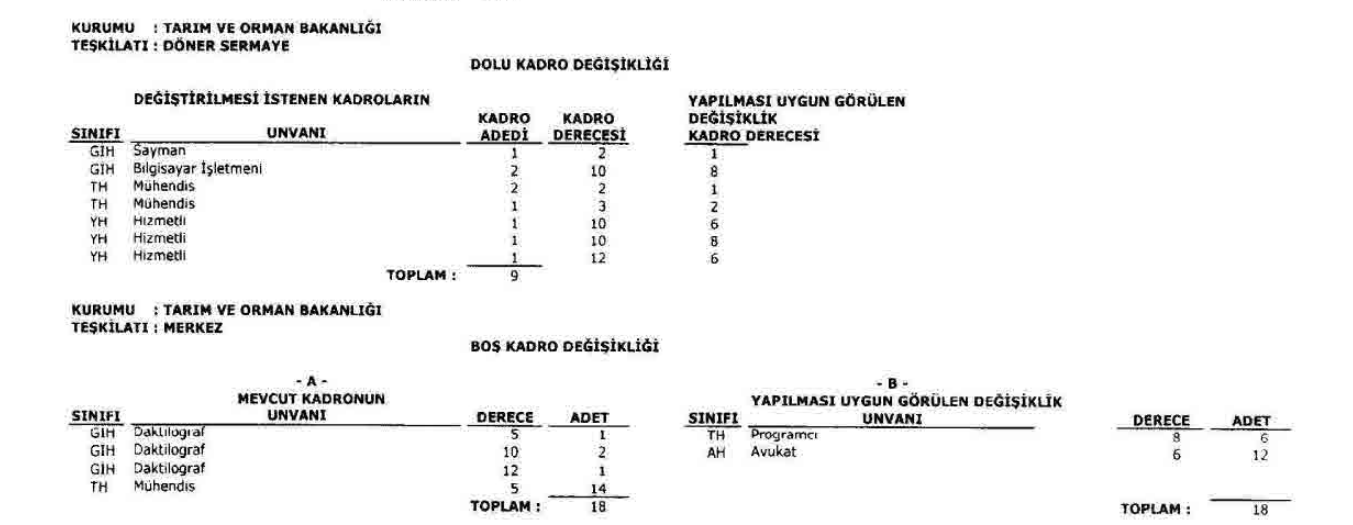 KURUMU : TARIM VE ORMAN BAKANLIĞI
TEŞKİLATI : DÖNER SERMAYE
DOLU KADRO DEĞİŞİKLİĞİ
DEĞİŞTİRİLMESİ İSTENEN KADROLARIN YAPILMASI UYGUN GÖRÜLEN
KADRO KADRO DEĞİŞİKLİK
SINIFI UNVANI ADEDİ DERECESİ KADRO DERECESİ
GİH Sayman 1 2 1
GİH Bilgisayar İşletmeni 2 10 8
TH Mühendis 2 2 1
TH Mühendis 1 3 2
YH Hizmetli 1 10 6
YH Hizmetli 1 10 8
YH Hizmetli 1 12 6
TOPLAM : 9
KURUMU : TARIM VE ORMAN BAKANLIĞI
TEŞKİLATI : MERKEZ
BOŞ KADRO DEĞİŞİKLİĞİ
- A - - B -
MEVCUT KADRONUN YAPILMASI UYGUN GÖRÜLEN DEĞİŞİKLİK
SINIFI UNVANI DERECE ADET SINIFI UNVANI DERECE ADET
GİH Daktilograf 5 1 TH Programcı 8 6
GİH Daktilograf 10 2 AH Avukat 6 12
GİH Daktilograf 12 1
TH Mühendis 5 14
TOPLAM : 18 TOPLAM : 18